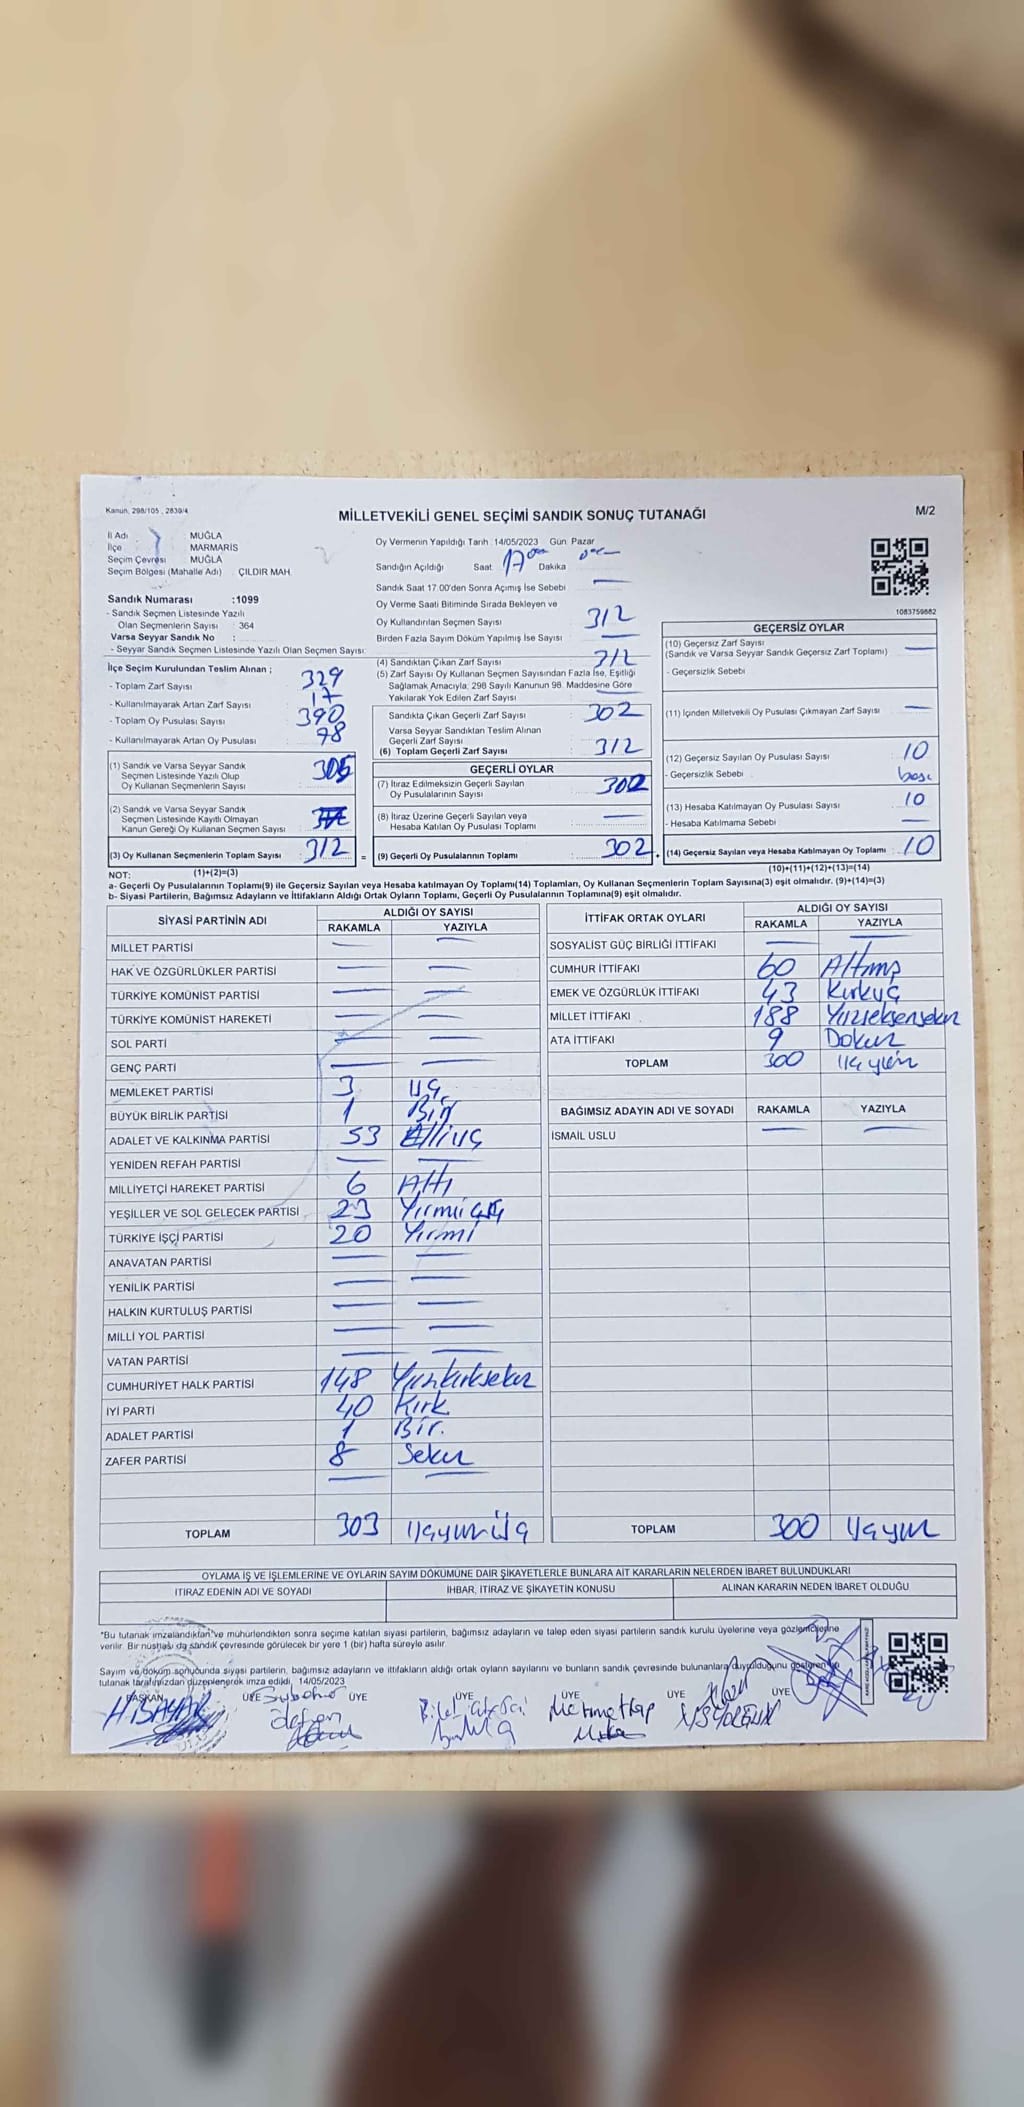 Kanun, 298/105 , 2839/4
MİLLETVEKİLİ GENEL SEÇİMİ SANDIK SONUÇ TUTANAĞI
M/2
İl Adı : MUĞLA
İlçe : MARMARİS
Seçim Çevresi : MUĞLA
Seçim Bölgesi (Mahalle Adı) : ÇILDIR MAH.
Sandık Numarası :1099
- Sandık Seçmen Listesinde Yazılı
Olan Seçmenlerin Sayısı : 364
Varsa Seyyar Sandık No :
- Seyyar Sandık Seçmen Listesinde Yazılı Olan Seçmen Sayısı:
Oy Vermenin Yapıldığı Tarih 14/05/2023 Gün: Pazar
Sandığın Açıldığı Saat 17 Dakika
Sandık Saat 17.00'den Sonra Açımış İse Sebebi —
Oy Verme Saati Bitiminde Sırada Bekleyen ve
Oy Kullandırılan Seçmen Sayısı 312
Birden Fazla Sayım Döküm Yapılmış İse Sayısı —
1083759882
İlçe Seçim Kurulundan Teslim Alınan ;
- Toplam Zarf Sayısı 329
- Kullanılmayarak Artan Zarf Sayısı 17
- Toplam Oy Pusulası Sayısı 390
- Kullanılmayarak Artan Oy Pusulası 78
(1) Sandık ve Varsa Seyyar Sandık
Seçmen Listesinde Yazılı Olup
Oy Kullanan Seçmenlerin Sayısı
(2) Sandık ve Varsa Seyyar Sandık
Seçmen Listesinde Kayıtlı Olmayan
Kanun Gereği Oy Kullanan Seçmen Sayısı
(3) Oy Kullanan Seçmenlerin Toplam Sayısı 312 =
(1)+(2)=(3)
(4) Sandıktan Çıkan Zarf Sayısı 312
(5) Zarf Sayısı Oy Kullanan Seçmen Sayısından Fazla İse, Eşitliği
Sağlamak Amacıyla, 298 Sayılı Kanunun 98. Maddesine Göre
Yakılarak Yok Edilen Zarf Sayısı —
Sandıkta Çıkan Geçerli Zarf Sayısı 302
Varsa Seyyar Sandıktan Teslim Alınan
Geçerli Zarf Sayısı
(6) Toplam Geçerli Zarf Sayısı 312
GEÇERLİ OYLAR
(7) İtiraz Edilmeksizin Geçerli Sayılan
Oy Pusulalarının Sayısı 302
(8) İtiraz Üzerine Geçerli Sayılan veya
Hesaba Katılan Oy Pusulası Toplamı —
(9) Geçerli Oy Pusulalarının Toplamı 302 +
GEÇERSİZ OYLAR
(10) Geçersiz Zarf Sayısı —
(Sandık ve Varsa Seyyar Sandık Geçersiz Zarf Toplamı)
- Geçersizlik Sebebi
(11) İçinden Milletvekili Oy Pusulası Çıkmayan Zarf Sayısı —
(12) Geçersiz Sayılan Oy Pusulası Sayısı 10
- Geçersizlik Sebebi
(13) Hesaba Katılmayan Oy Pusulası Sayısı 10
- Hesaba Katılmama Sebebi —
(14) Geçersiz Sayılan veya Hesaba Katılmayan Oy Toplamı 10
(10)+(11)+(12)+(13)=(14)
NOT:
a- Geçerli Oy Pusulalarının Toplamı(9) ile Geçersiz Sayılan veya Hesaba katılmayan Oy Toplamı(14) Toplamları, Oy Kullanan Seçmenlerin Toplam Sayısına(3) eşit olmalıdır. (9)+(14)=(3)
b- Siyasi Partilerin, Bağımsız Adayların ve İttifakların Aldığı Ortak Oyların Toplamı, Geçerli Oy Pusulalarının Toplamına(9) eşit olmalıdır.
SİYASİ PARTİNİN ADI ALDIĞI OY SAYISI
RAKAMLA YAZIYLA
MİLLET PARTİSİ — —
HAK VE ÖZGÜRLÜKLER PARTİSİ — —
TÜRKİYE KOMÜNİST PARTİSİ — —
TÜRKİYE KOMÜNİST HAREKETİ — —
SOL PARTİ — —
GENÇ PARTİ — —
MEMLEKET PARTİSİ 3 Üç
BÜYÜK BİRLİK PARTİSİ 1 Bir
ADALET VE KALKINMA PARTİSİ 53 Elliüç
YENİDEN REFAH PARTİSİ — —
MİLLİYETÇİ HAREKET PARTİSİ 6 Altı
YEŞİLLER VE SOL GELECEK PARTİSİ 23 Yirmiüç
TÜRKİYE İŞÇİ PARTİSİ 20 Yirmi
ANAVATAN PARTİSİ — —
YENİLİK PARTİSİ — —
HALKIN KURTULUŞ PARTİSİ — —
MİLLİ YOL PARTİSİ — —
VATAN PARTİSİ — —
CUMHURİYET HALK PARTİSİ 148 Yüzkırksekiz
İYİ PARTİ 40 Kırk
ADALET PARTİSİ 1 Bir.
ZAFER PARTİSİ 8 Sekiz
— —
TOPLAM 303 Üçyüzüç
İTTİFAK ORTAK OYLARI ALDIĞI OY SAYISI
RAKAMLA YAZIYLA
SOSYALİST GÜÇ BİRLİĞİ İTTİFAKI — —
CUMHUR İTTİFAKI 60 Altmış
EMEK VE ÖZGÜRLÜK İTTİFAKI 43 Kırküç
MİLLET İTTİFAKI 188 Yüzseksensekiz
ATA İTTİFAKI 9 Dokuz
TOPLAM 300 Üçyüz
BAĞIMSIZ ADAYIN ADI VE SOYADI RAKAMLA YAZIYLA
İSMAİL USLU — —
TOPLAM 300 Üçyüz
OYLAMA İŞ VE İŞLEMLERİNE VE OYLARIN SAYIM DÖKÜMÜNE DAİR ŞİKAYETLERLE BUNLARA AİT KARARLARIN NELERDEN İBARET BULUNDUKLARI
İTİRAZ EDENİN ADI VE SOYADI İHBAR, İTİRAZ VE ŞİKAYETİN KONUSU ALINAN KARARIN NEDEN İBARET OLDUĞU
*Bu tutanak imzalandıktan ve mühürlendikten sonra seçime katılan siyasi partilerin, bağımsız adayların ve talep eden siyasi partilerin sandık kurulu üyelerine veya gözlemcilerine
verilir. Bir nüshası da sandık çevresinde görülecek bir yere 1 (bir) hafta süreyle asılır.
Sayım ve döküm sonucunda siyasi partilerin, bağımsız adayların ve ittifakların aldığı ortak oyların sayılarını ve bunların sandık çevresinde bulunanlara duyulduğunu gösteren
tutanak tarafımızdan düzenlenerek imza edildi. 14/05/2023
BAŞKAN ÜYE ÜYE ÜYE ÜYE ÜYE ÜYE